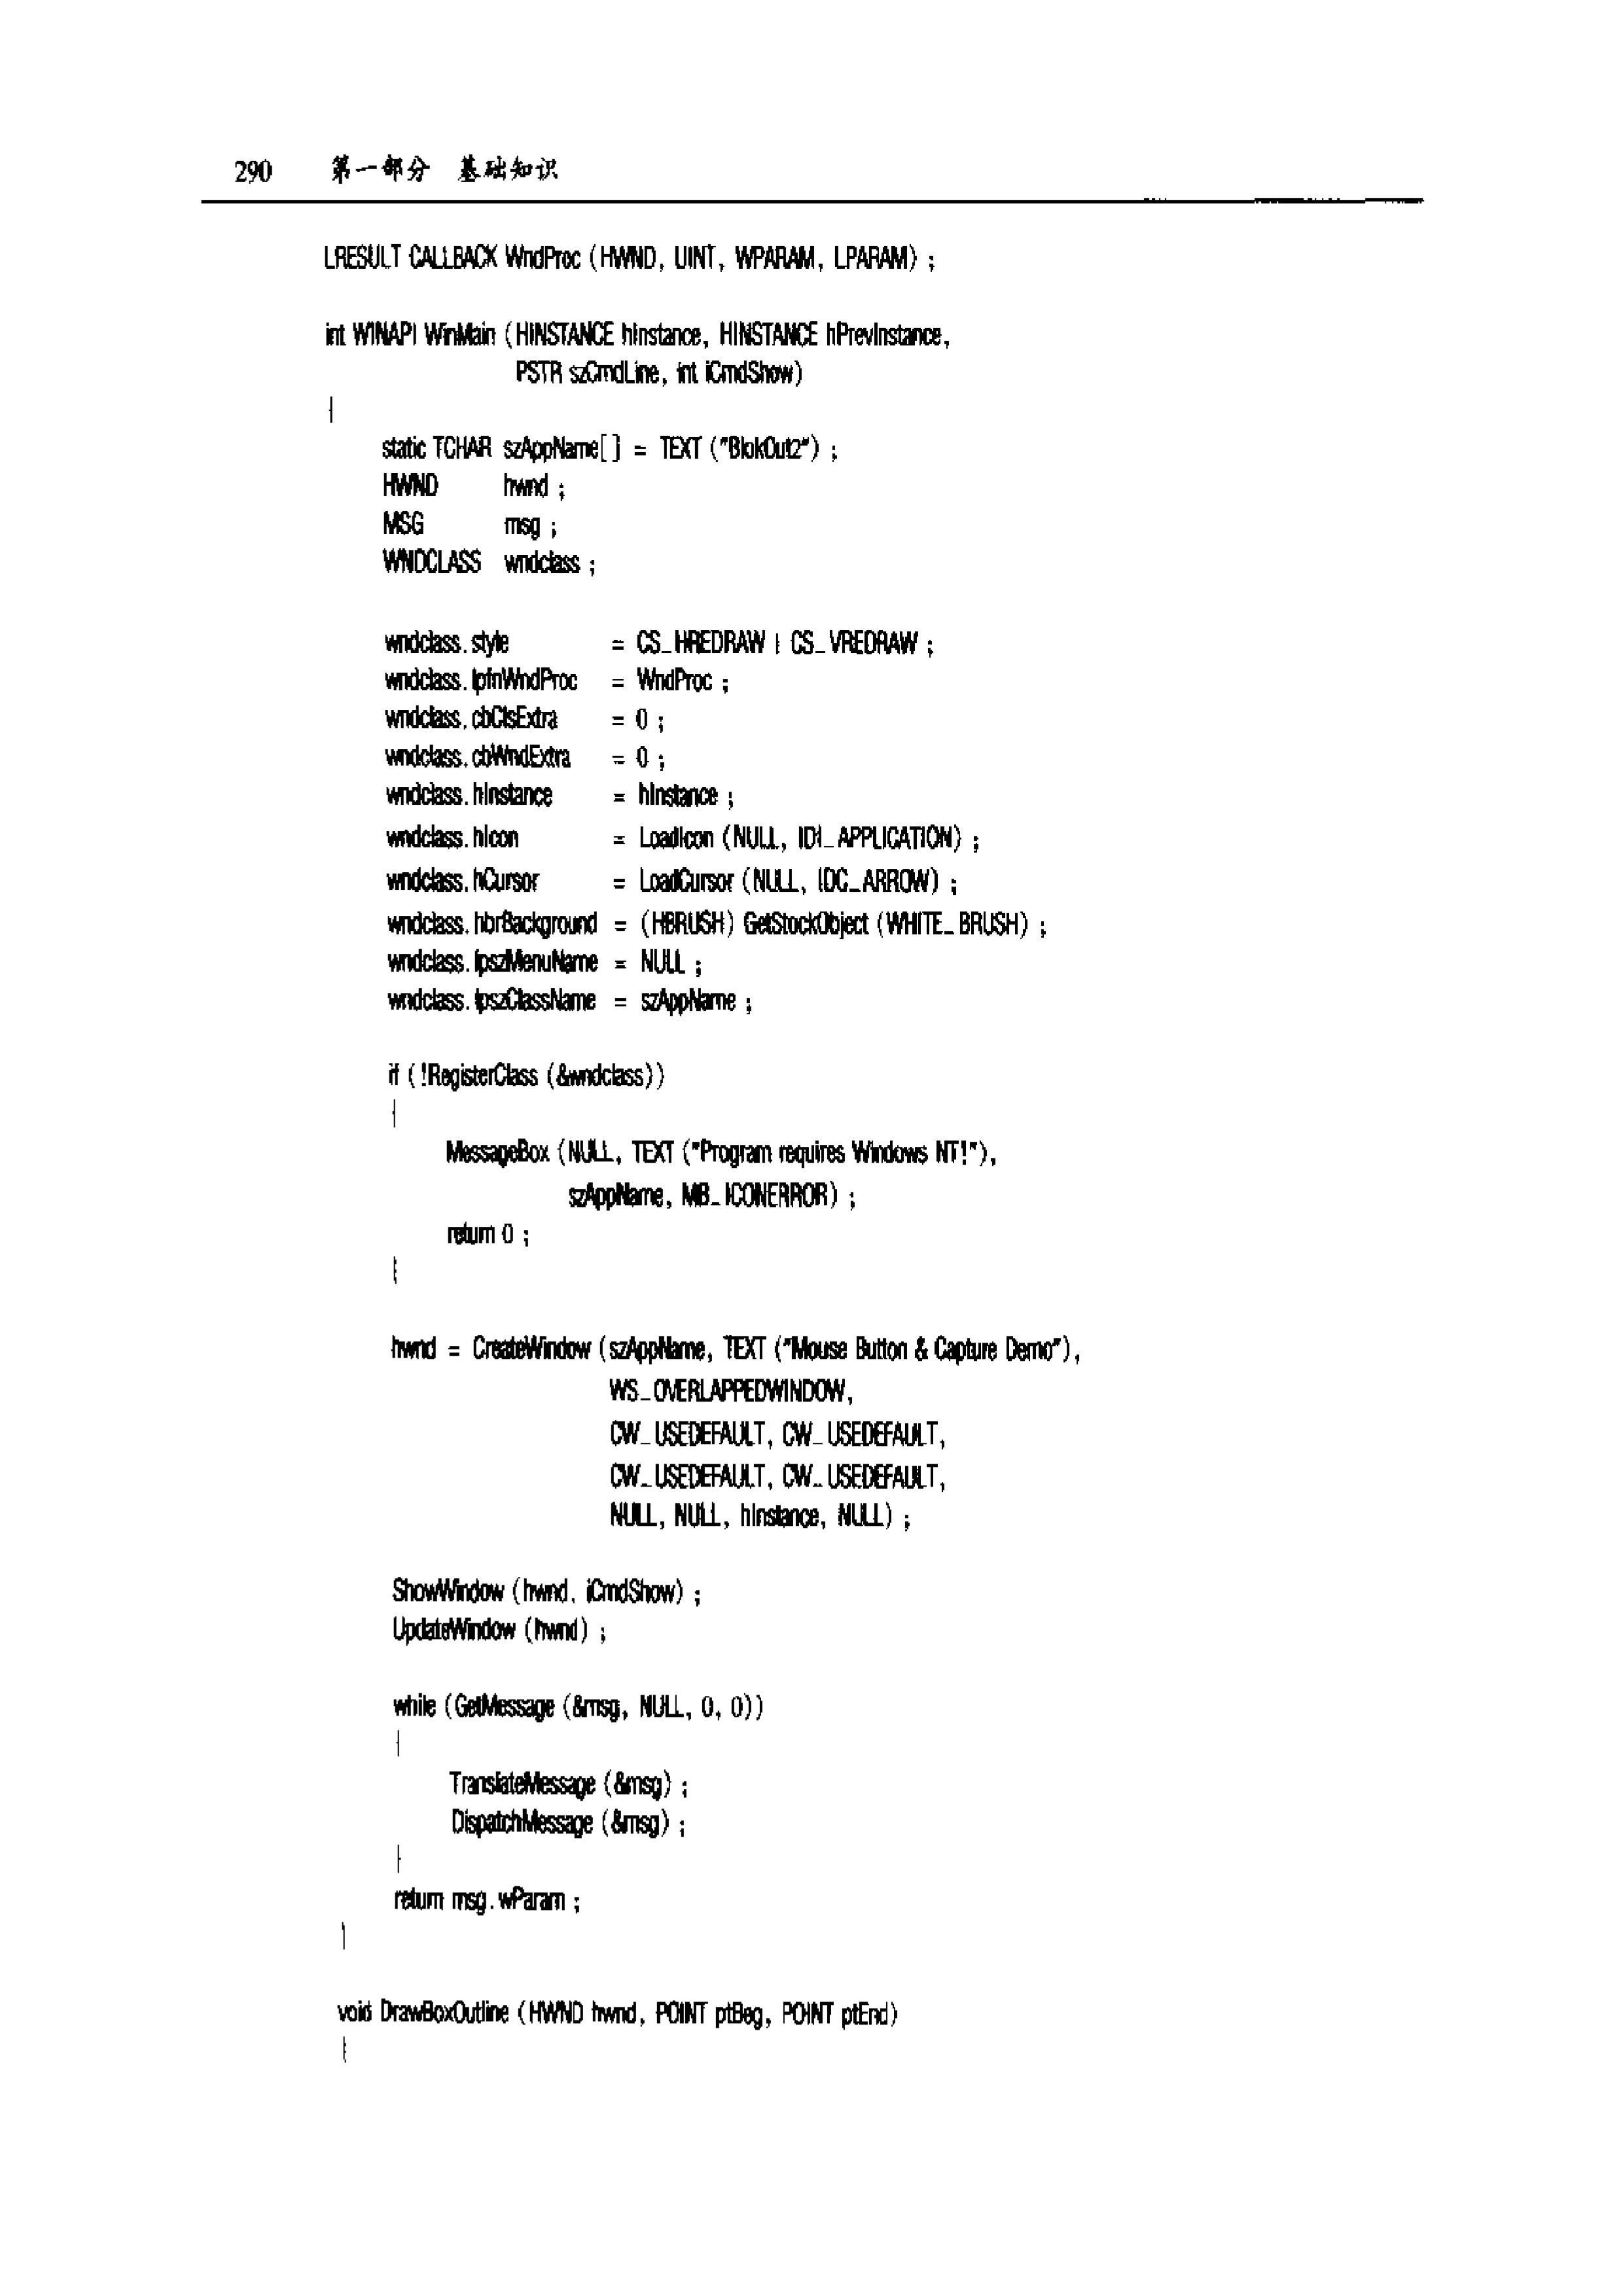 290 第一部分 基础知识
LRESULT CALLBACK WndProc (HWND, UINT, WPARAM, LPARAM) ;
int WINAPI WinMain (HINSTANCE hInstance, HINSTANCE hPrevInstance,
PSTR szCmdLine, int iCmdShow)
{
static TCHAR szAppName[] = TEXT ("BlokOut2") ;
HWND hwnd ;
MSG msg ;
WNDCLASS wndclass ;
wndclass.style = CS_HREDRAW | CS_VREDRAW ;
wndclass.lpfnWndProc = WndProc ;
wndclass.cbClsExtra = 0 ;
wndclass.cbWndExtra = 0 ;
wndclass.hInstance = hInstance ;
wndclass.hIcon = LoadIcon (NULL, IDI_APPLICATION) ;
wndclass.hCursor = LoadCursor (NULL, IDC_ARROW) ;
wndclass.hbrBackground = (HBRUSH) GetStockObject (WHITE_BRUSH) ;
wndclass.lpszMenuName = NULL ;
wndclass.lpszClassName = szAppName ;
if (!RegisterClass (&wndclass))
{
MessageBox (NULL, TEXT ("Program requires Windows NT!"),
szAppName, MB_ICONERROR) ;
return 0 ;
}
hwnd = CreateWindow (szAppName, TEXT ("Mouse Button & Capture Demo"),
WS_OVERLAPPEDWINDOW,
CW_USEDEFAULT, CW_USEDEFAULT,
CW_USEDEFAULT, CW_USEDEFAULT,
NULL, NULL, hInstance, NULL) ;
ShowWindow (hwnd, iCmdShow) ;
UpdateWindow (hwnd) ;
while (GetMessage (&msg, NULL, 0, 0))
{
TranslateMessage (&msg) ;
DispatchMessage (&msg) ;
}
return msg.wParam ;
}
void DrawBoxOutline (HWND hwnd, POINT ptBeg, POINT ptEnd)
{